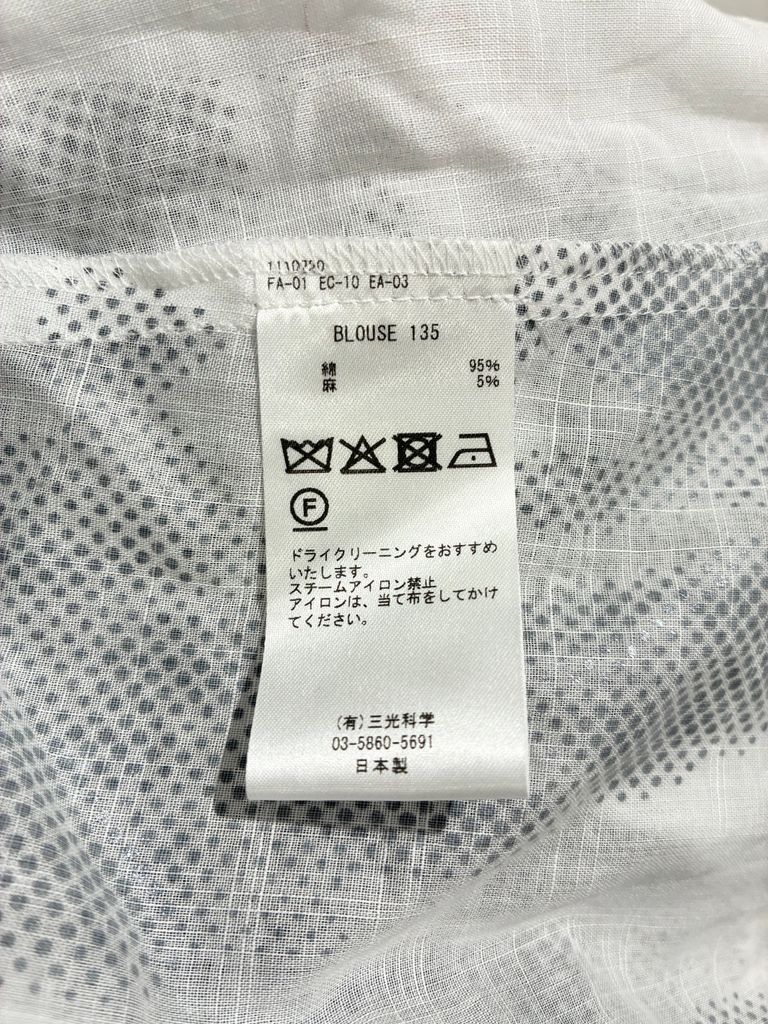 FA-01 EC-10 EA-03
BLOUSE 135
綿 95%
麻 5%
F
ドライクリーニングをおすすめ
いたします。
スチームアイロン禁止
アイロンは、当て布をしてかけ
てください。
(有)三光科学
03-5860-5691
日本製